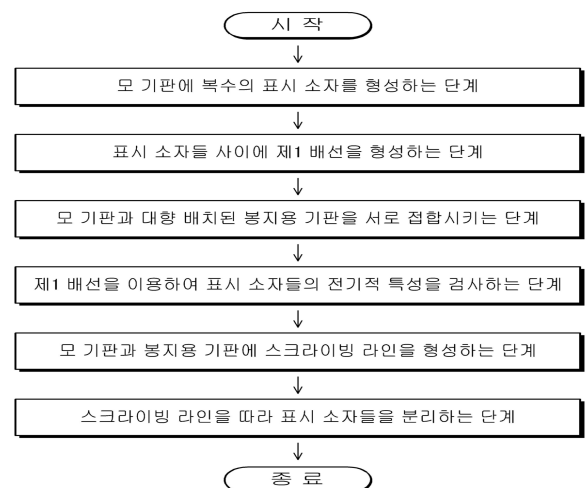 시 작
모 기판에 복수의 표시 소자를 형성하는 단계
표시 소자들 사이에 제1 배선을 형성하는 단계
모 기판과 대향 배치된 봉지용 기판을 서로 접합시키는 단계
제1 배선을 이용하여 표시 소자들의 전기적 특성을 검사하는 단계
모 기판과 봉지용 기판에 스크라이빙 라인을 형성하는 단계
스크라이빙 라인을 따라 표시 소자들을 분리하는 단계
종 료